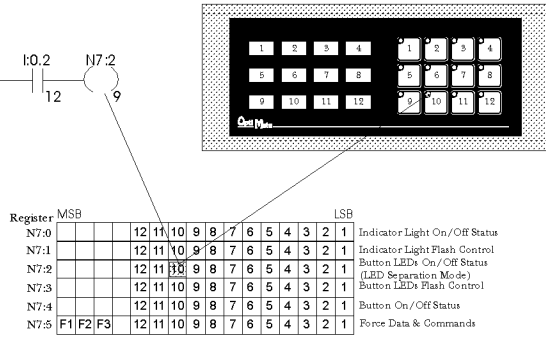 I:0.2 N7:2
12 9
1 2 3 4
5 6 7 8
9 10 11 12
1 2 3 4
5 6 7 8
9 10 11 12
Opti Mate
Register MSB LSB
N7:0 12 11 10 9 8 7 6 5 4 3 2 1 Indicator Light On/Off Status
N7:1 12 11 10 9 8 7 6 5 4 3 2 1 Indicator Light Flash Control
N7:2 12 11 10 9 8 7 6 5 4 3 2 1 Button LEDs On/Off Status
(LED Separation Mode)
N7:3 12 11 10 9 8 7 6 5 4 3 2 1 Button LEDs Flash Control
N7:4 12 11 10 9 8 7 6 5 4 3 2 1 Button On/Off Status
N7:5 F1 F2 F3 12 11 10 9 8 7 6 5 4 3 2 1 Force Data & Commands